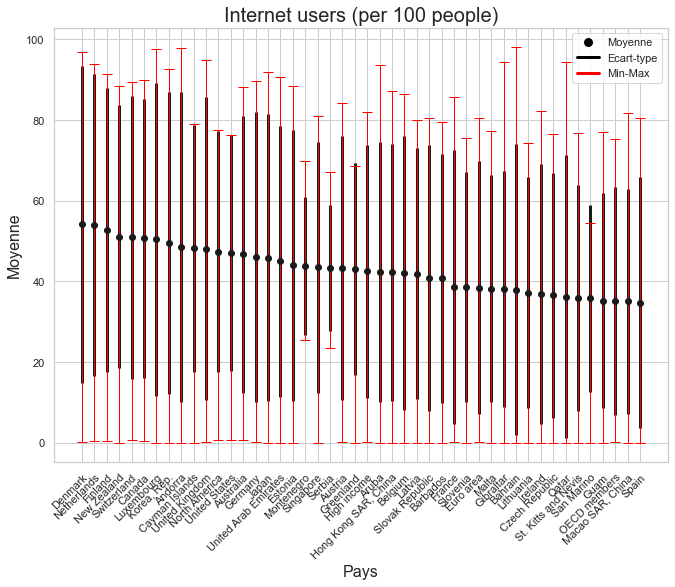 Internet users (per 100 people)
Moyenne
Ecart-type
Min-Max
100
80
60
40
20
0
Moyenne
Denmark
Netherlands
Finland
New Zealand
Switzerland
Canada
Luxembourg
Korea, Rep.
Andorra
Cayman Islands
United Kingdom
North America
United States
Australia
Germany
Japan
United Arab Emirates
Estonia
Montenegro
Singapore
Serbia
Austria
Greenland
High income
Aruba
Hong Kong SAR, China
Belgium
Latvia
Slovak Republic
Barbados
France
Slovenia
Euro area
Malta
Gibraltar
Bahrain
Lithuania
Ireland
Czech Republic
Qatar
St. Kitts and Nevis
San Marino
Guam
OECD members
Macao SAR, China
Spain
Pays